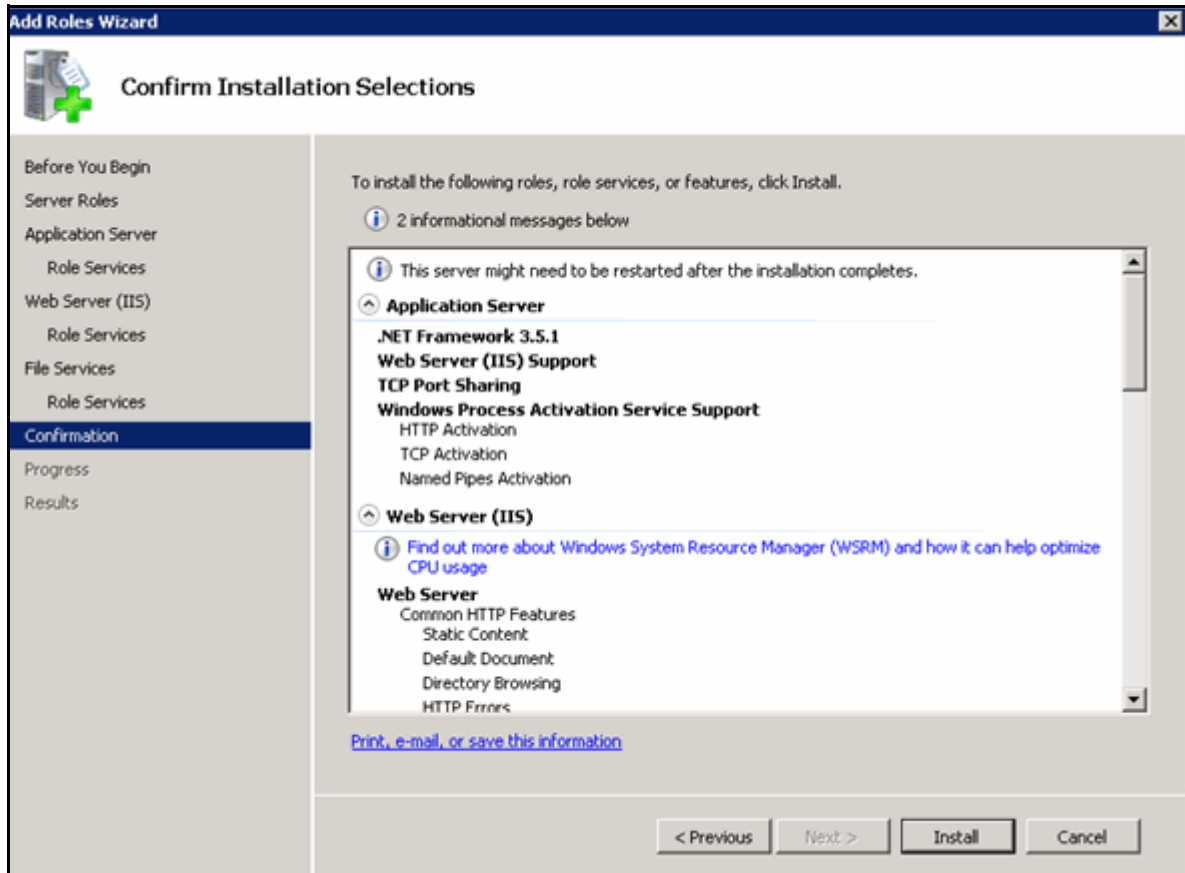 Add Roles Wizard
Confirm Installation Selections
Before You Begin
Server Roles
Application Server
Role Services
Web Server (IIS)
Role Services
File Services
Role Services
Confirmation
Progress
Results
To install the following roles, role services, or features, click Install.
2 informational messages below
This server might need to be restarted after the installation completes.
Application Server
.NET Framework 3.5.1
Web Server (IIS) Support
TCP Port Sharing
Windows Process Activation Service Support
HTTP Activation
TCP Activation
Named Pipes Activation
Web Server (IIS)
Find out more about Windows System Resource Manager (WSRM) and how it can help optimize
CPU usage
Web Server
Common HTTP Features
Static Content
Default Document
Directory Browsing
HTTP Errors
Print, e-mail, or save this information
< Previous
Next >
Install
Cancel